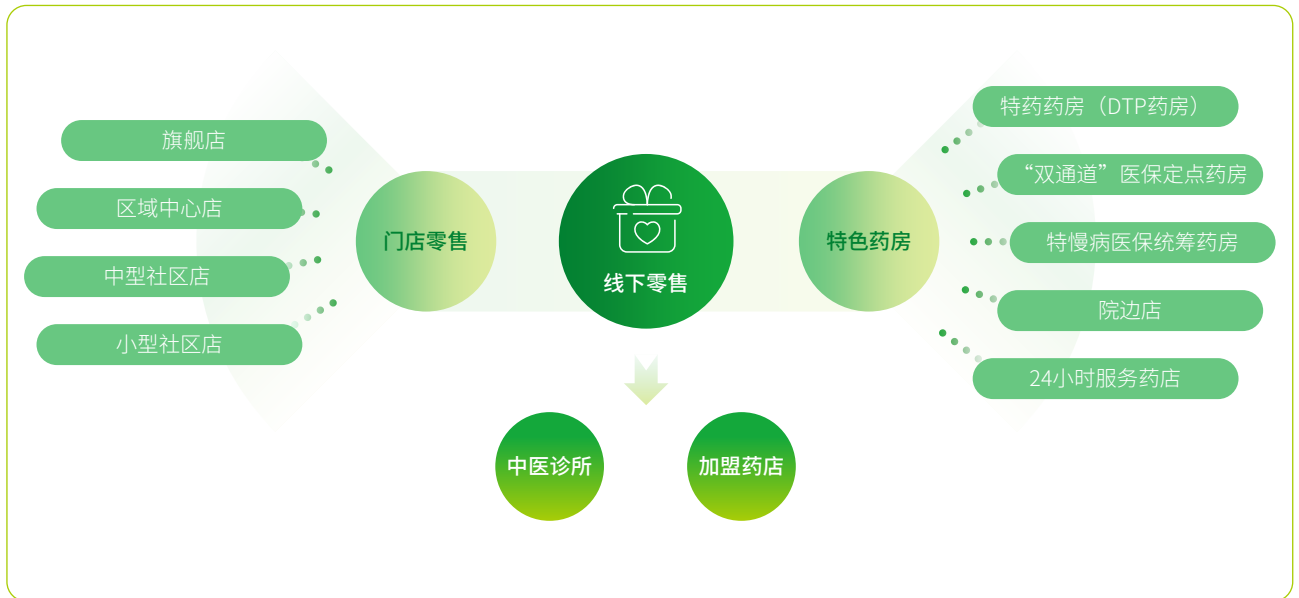 旗舰店
区域中心店
中型社区店
小型社区店
门店零售
线下零售
特色药房
特药药房（DTP药房）
“双通道”医保定点药房
特慢病医保统筹药房
院边店
24小时服务药店
中医诊所
加盟药店